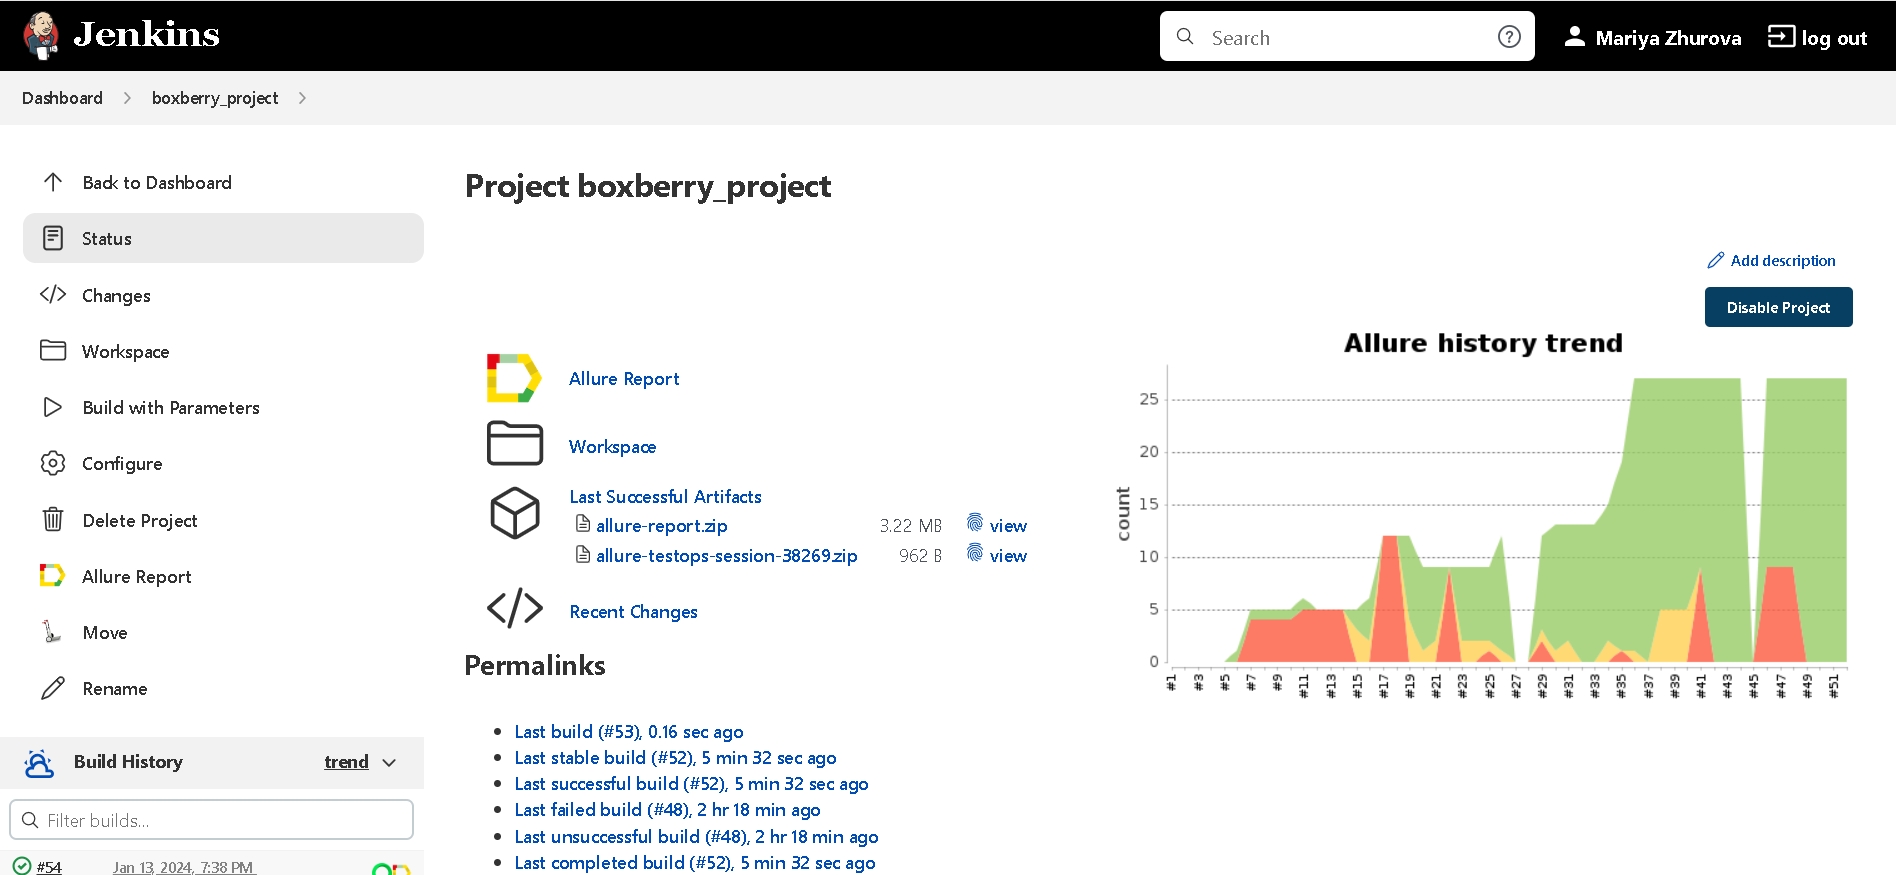 Jenkins
Search
Mariya Zhurova
log out
Dashboard
boxberry_project
Back to Dashboard
Status
Changes
Workspace
Build with Parameters
Configure
Delete Project
Allure Report
Move
Rename
Build History
trend
Filter builds...
#54 Jan 13, 2024, 7:38 PM
Project boxberry_project
Add description
Disable Project
Allure Report
Workspace
Last Successful Artifacts
allure-report.zip 3.22 MB view
allure-testops-session-38269.zip 962 B view
Recent Changes
Permalinks
Last build (#53), 0.16 sec ago
Last stable build (#52), 5 min 32 sec ago
Last successful build (#52), 5 min 32 sec ago
Last failed build (#48), 2 hr 18 min ago
Last unsuccessful build (#48), 2 hr 18 min ago
Last completed build (#52), 5 min 32 sec ago
Allure history trend
count
25
20
15
10
5
0
#1 #3 #5 #7 #9 #11 #13 #15 #17 #19 #21 #23 #25 #27 #29 #31 #33 #35 #37 #39 #41 #43 #45 #47 #49 #51